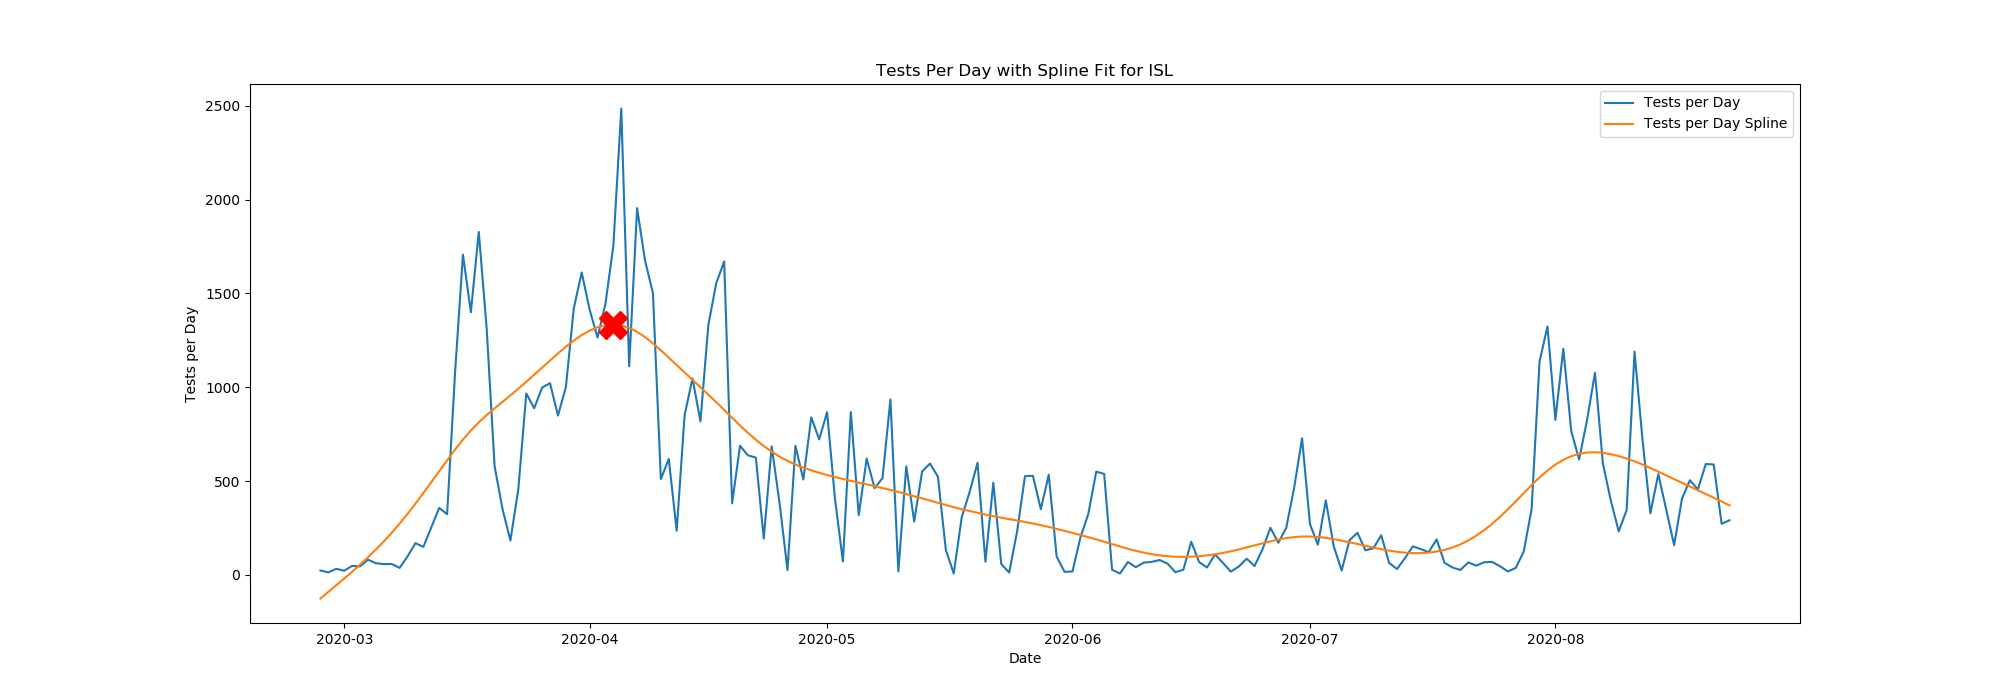 Tests Per Day with Spline Fit for ISL
Tests per Day
Tests per Day Spline
2500
2000
1500
1000
500
0
Tests per Day
2020-03 2020-04 2020-05 2020-06 2020-07 2020-08
Date